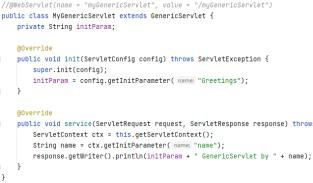 //@WebServlet(name = "myGenericServlet", value = "/myGenericServlet")
public class MyGenericServlet extends GenericServlet {
private String initParam;
@Override
public void init(ServletConfig config) throws ServletException {
super.init(config);
initParam = config.getInitParameter( name: "Greetings");
}
@Override
public void service(ServletRequest request, ServletResponse response) throw
ServletContext ctx = this.getServletContext();
String name = ctx.getInitParameter( name: "name");
response.getWriter().println(initParam + " GenericServlet by " + name);
}
}